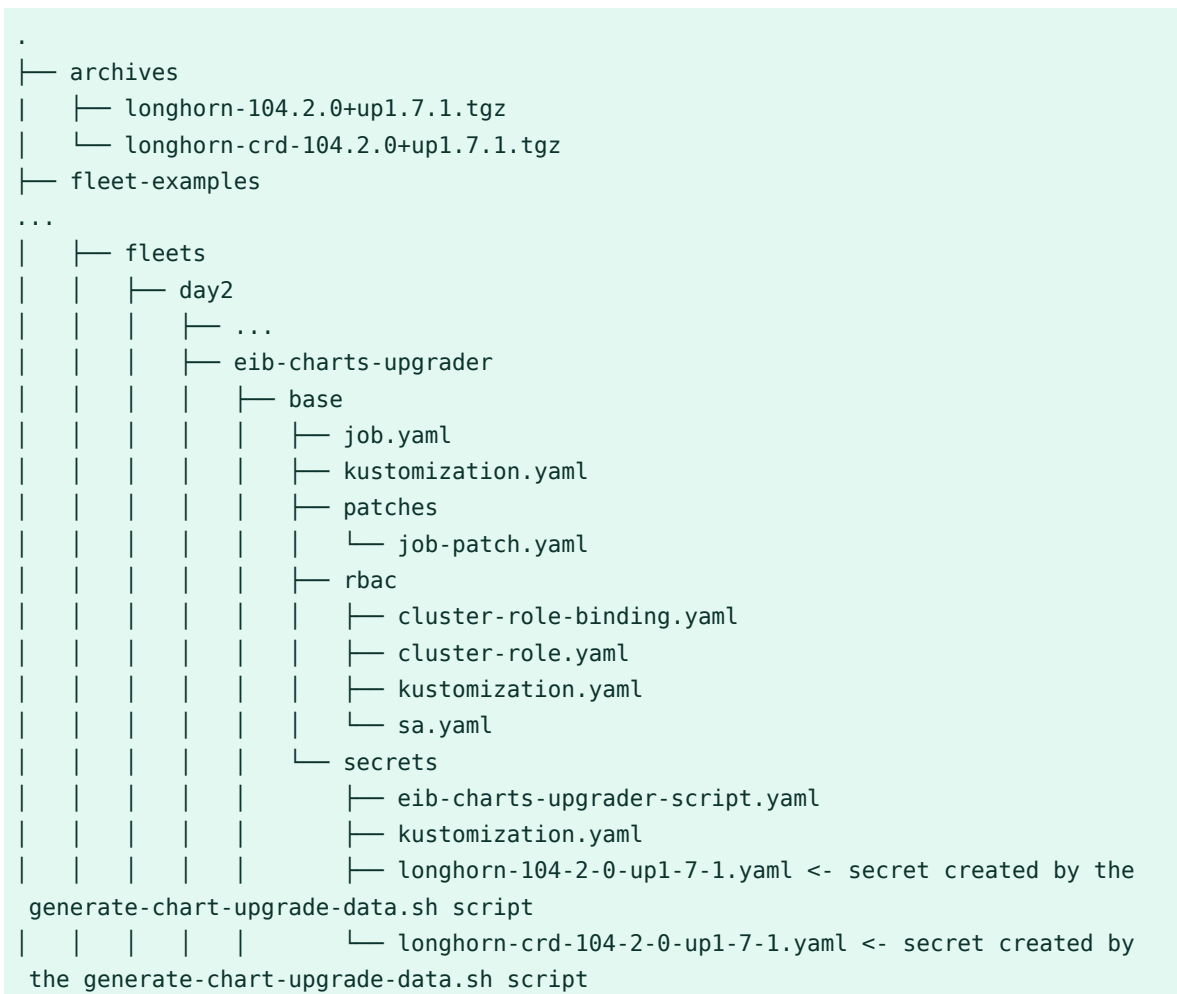 .
├── archives
|   ├── longhorn-104.2.0+up1.7.1.tgz
│   └── longhorn-crd-104.2.0+up1.7.1.tgz
├── fleet-examples
...
│   ├── fleets
│   │   ├── day2
|   |   |   ├── ...
│   │   │   ├── eib-charts-upgrader
│   │   │   │   ├── base
│   │   │   │   │   ├── job.yaml
│   │   │   │   │   ├── kustomization.yaml
│   │   │   │   │   ├── patches
│   │   │   │   │   │   └── job-patch.yaml
│   │   │   │   │   ├── rbac
│   │   │   │   │   │   ├── cluster-role-binding.yaml
│   │   │   │   │   │   ├── cluster-role.yaml
│   │   │   │   │   │   ├── kustomization.yaml
│   │   │   │   │   │   └── sa.yaml
│   │   │   │   │   └── secrets
│   │   │   │   │       ├── eib-charts-upgrader-script.yaml
│   │   │   │   │       ├── kustomization.yaml
│   │   │   │   │       ├── longhorn-104-2-0-up1-7-1.yaml <- secret created by the
 generate-chart-upgrade-data.sh script
│   │   │   │   │       └── longhorn-crd-104-2-0-up1-7-1.yaml <- secret created by
 the generate-chart-upgrade-data.sh script